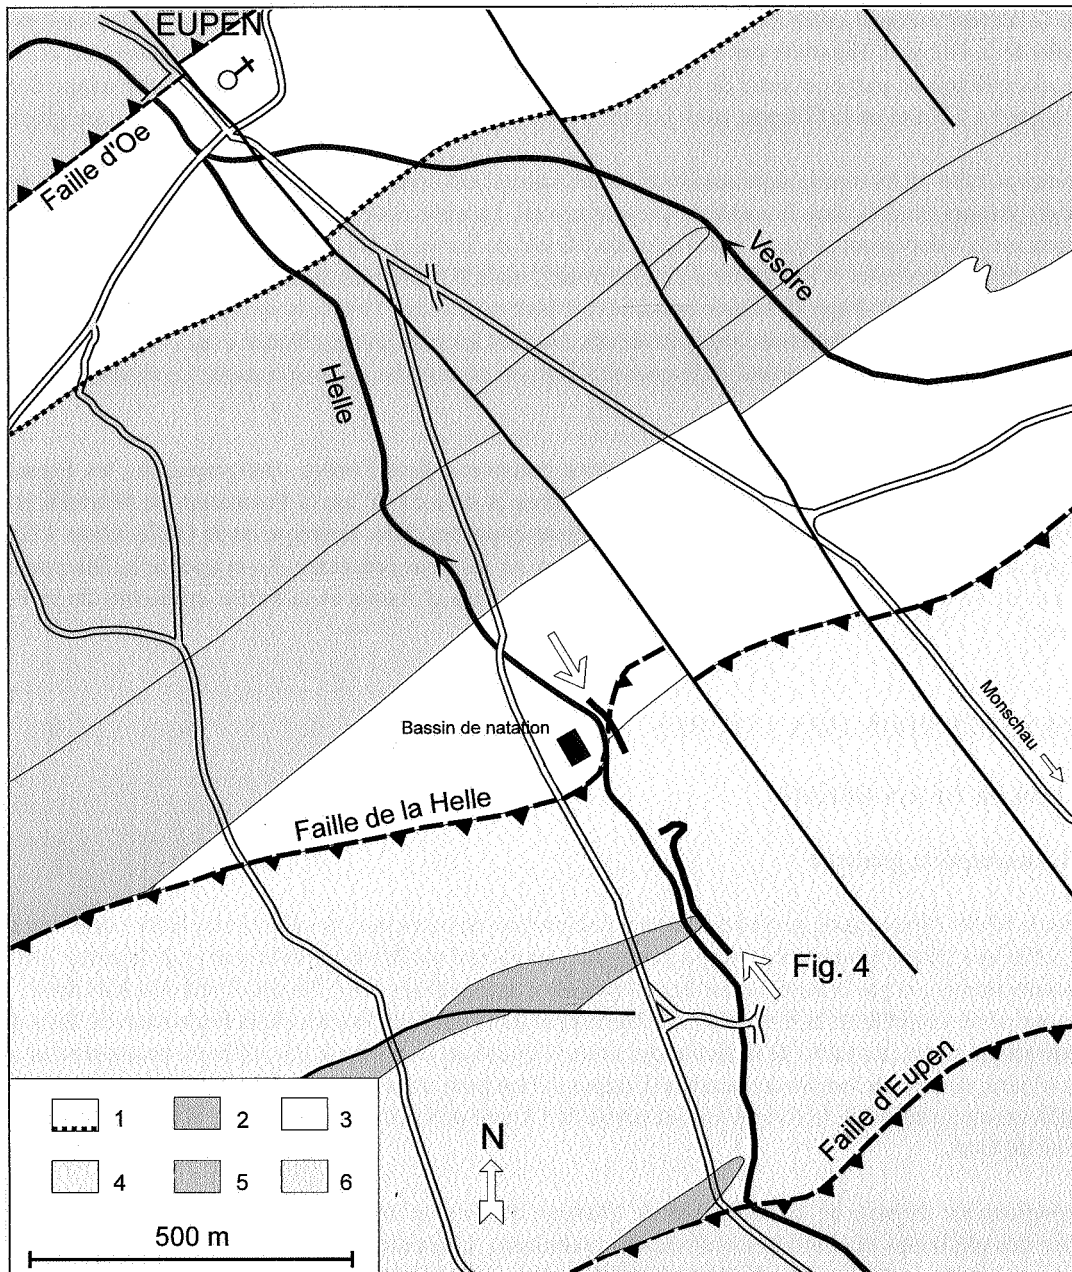 EUPEN
Faille d'Oe
Vesdre
Helle
Monschau
Bassin de natation
Faille de la Helle
Fig. 4
Faille d'Eupen
1 2 3
4 5 6
N
500 m